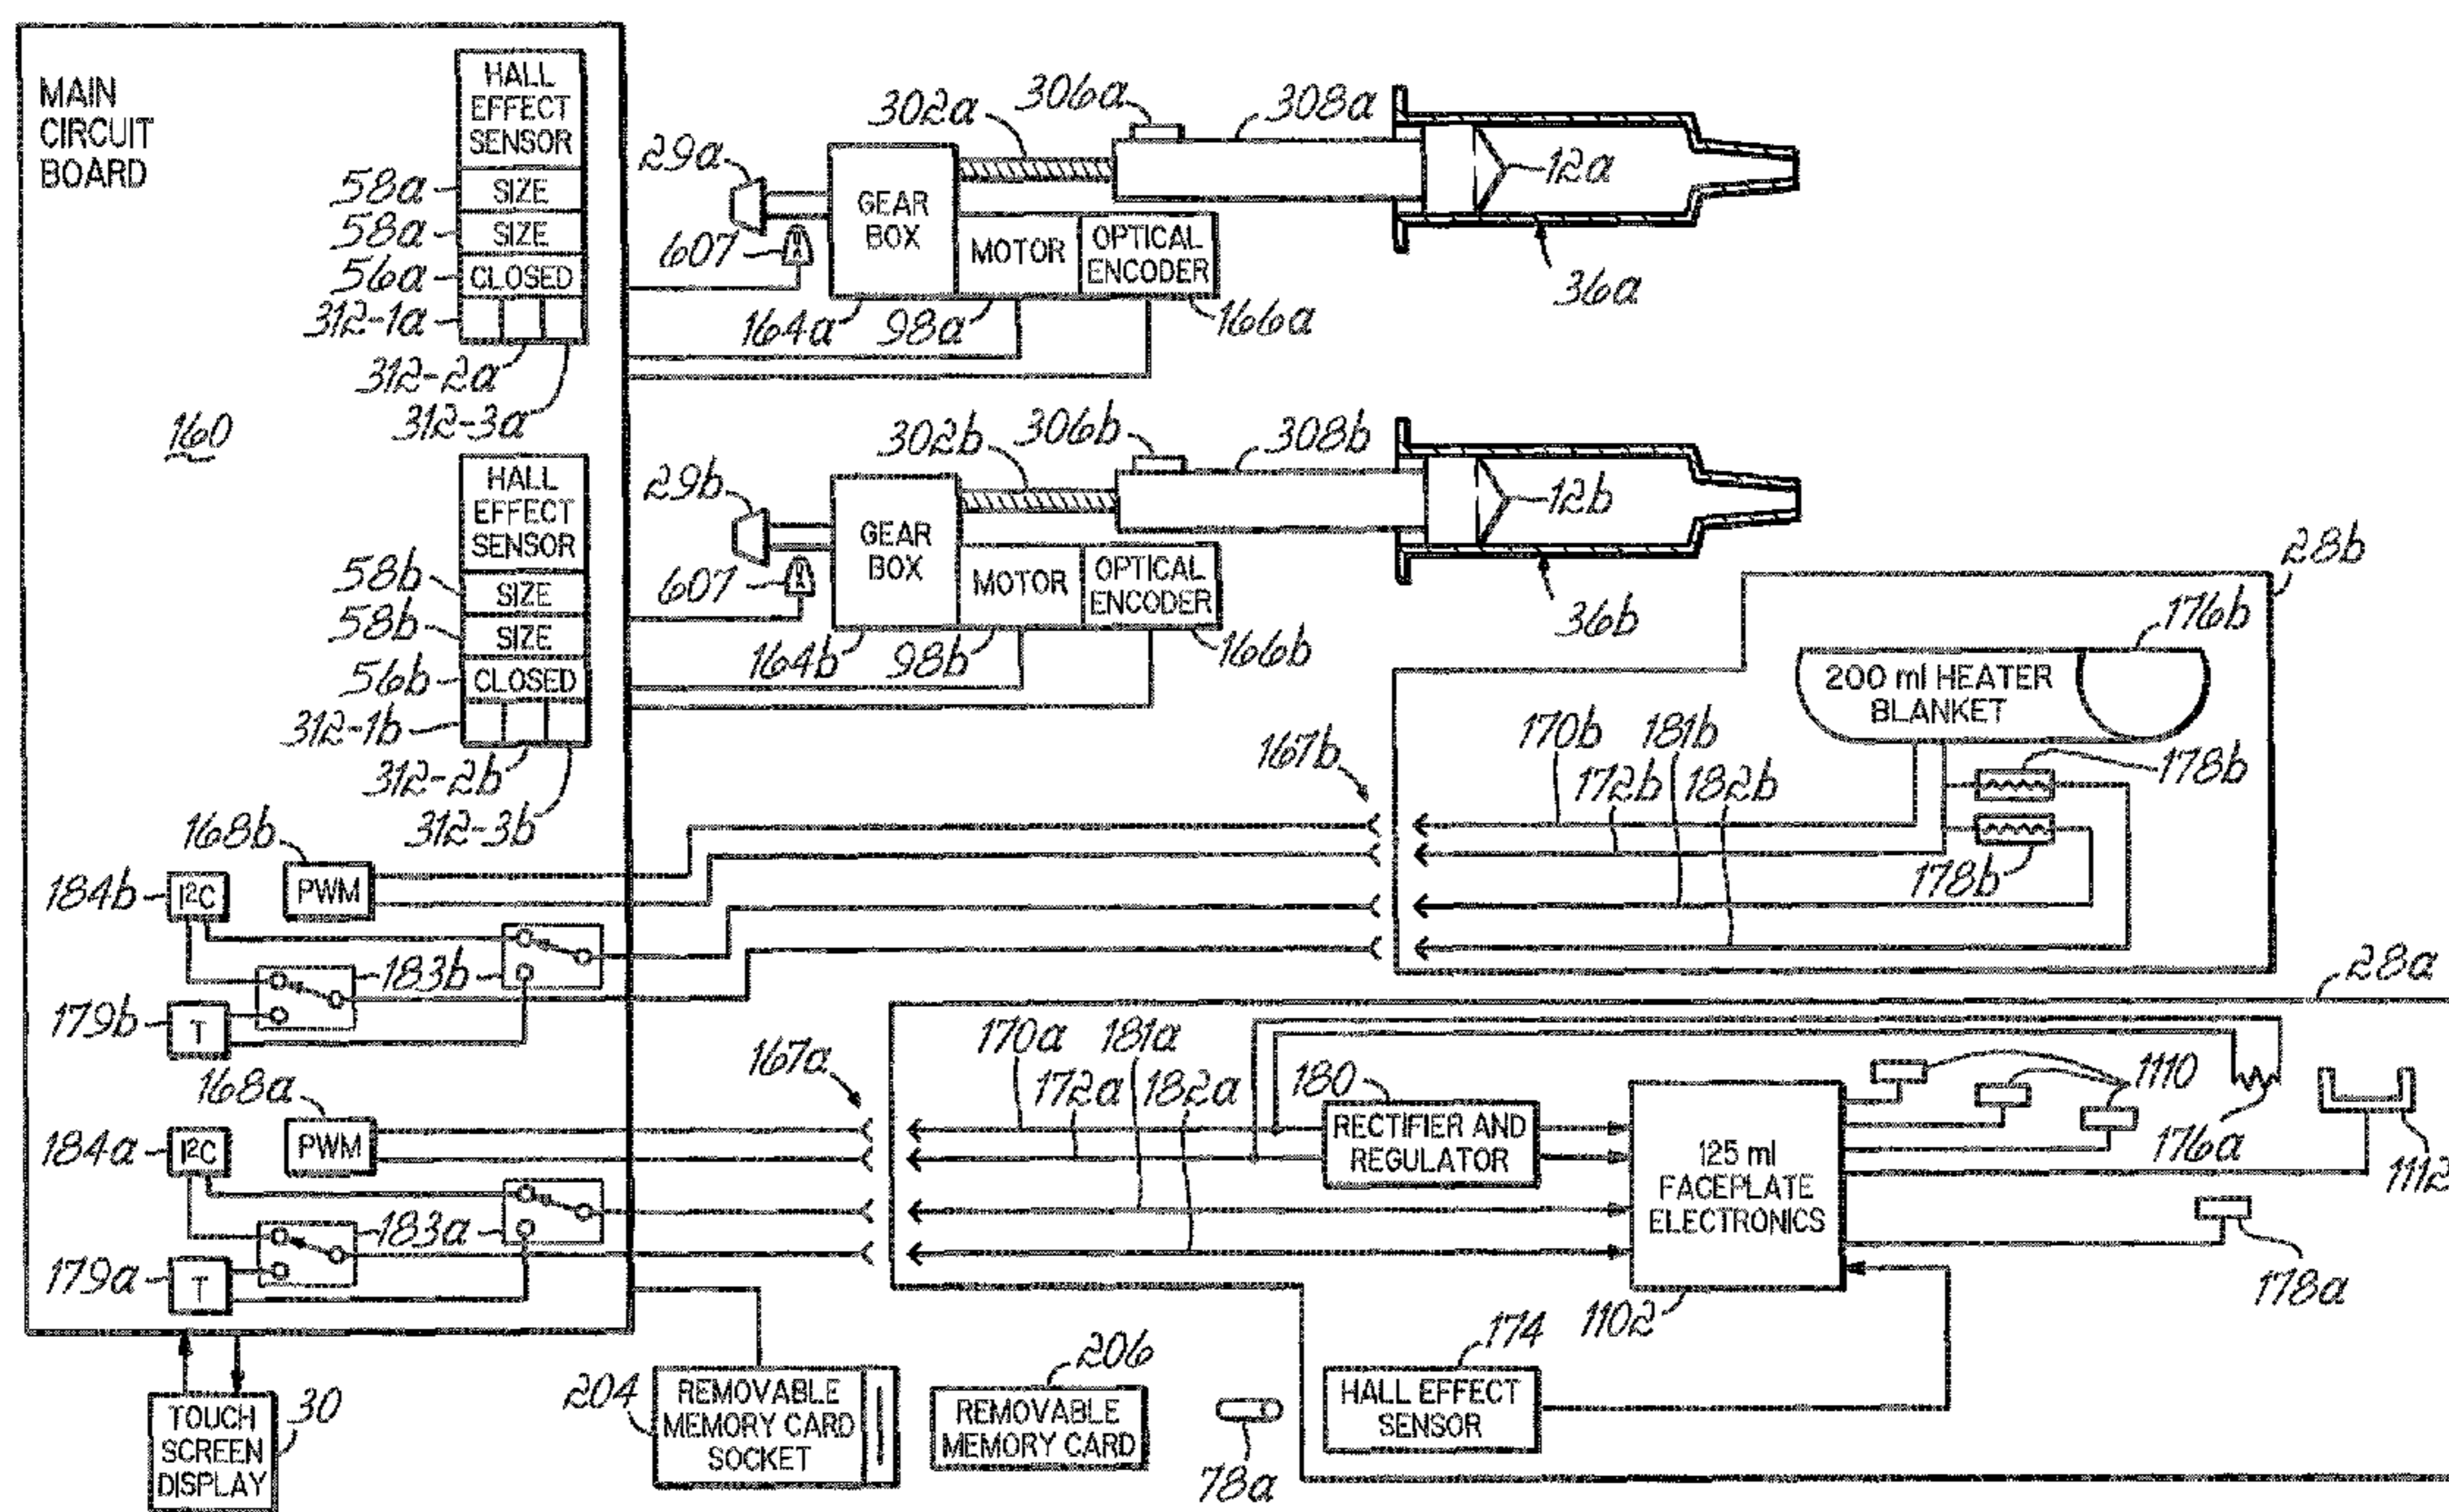 MAIN
CIRCUIT
BOARD
HALL
EFFECT
SENSOR
58a
SIZE
58a
SIZE
56a
CLOSED
312-1a
312-2a
312-3a
160
29a
607
302a
306a
308a
GEAR
BOX
MOTOR
OPTICAL
ENCODER
164a
98a
166a
12a
36a
HALL
EFFECT
SENSOR
58b
SIZE
58b
SIZE
56b
CLOSED
312-1b
312-2b
312-3b
29b
607
302b
306b
308b
GEAR
BOX
MOTOR
OPTICAL
ENCODER
164b
98b
166b
12b
36b
28b
176b
200 ml HEATER
BLANKET
167b
170b
181b
172b
182b
178b
178b
168b
184b
I²C
PWM
183b
179b
T
28a
167a
170a
181a
172a
182a
180
RECTIFIER AND
REGULATOR
125 ml
FACEPLATE
ELECTRONICS
1102
1110
176a
1112
178a
168a
184a
I²C
PWM
183a
179a
T
174
HALL EFFECT
SENSOR
78a
206
REMOVABLE
MEMORY CARD
204
REMOVABLE
MEMORY CARD
SOCKET
30
TOUCH
SCREEN
DISPLAY